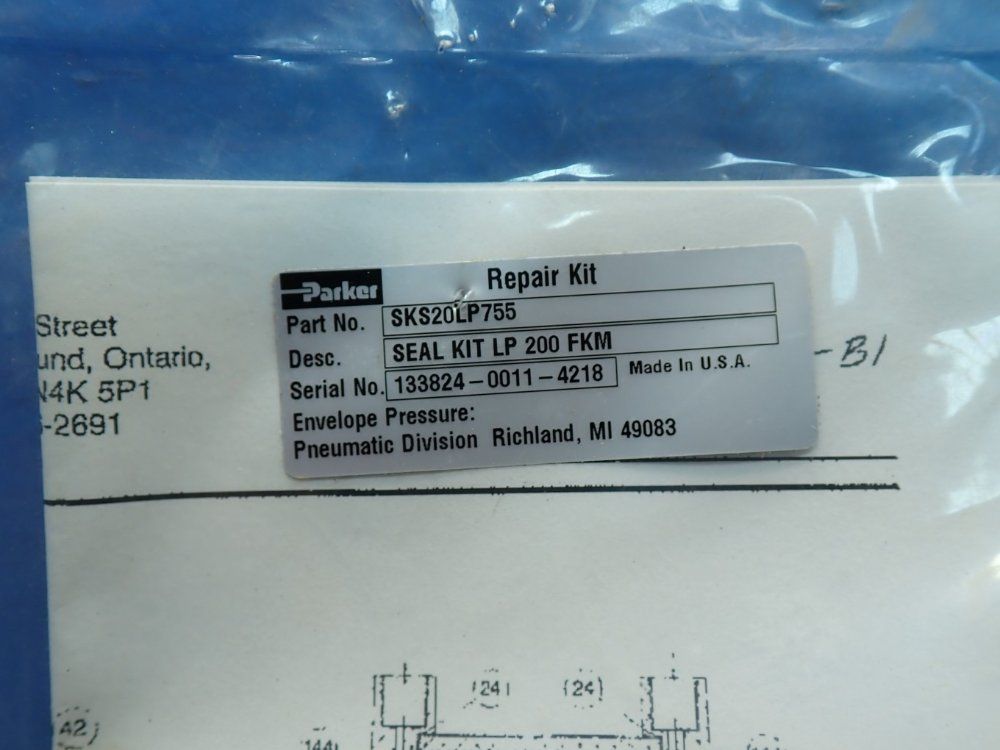 Street
und, Ontario,
N4K 5P1
-2691
Parker
Repair Kit
Part No. SKS20LP755
Desc. SEAL KIT LP 200 FKM
Serial No. 133824-0011-4218 Made In U.S.A.
Envelope Pressure:
Pneumatic Division Richland, MI 49083
-B1
(24) (24)
42)
144)